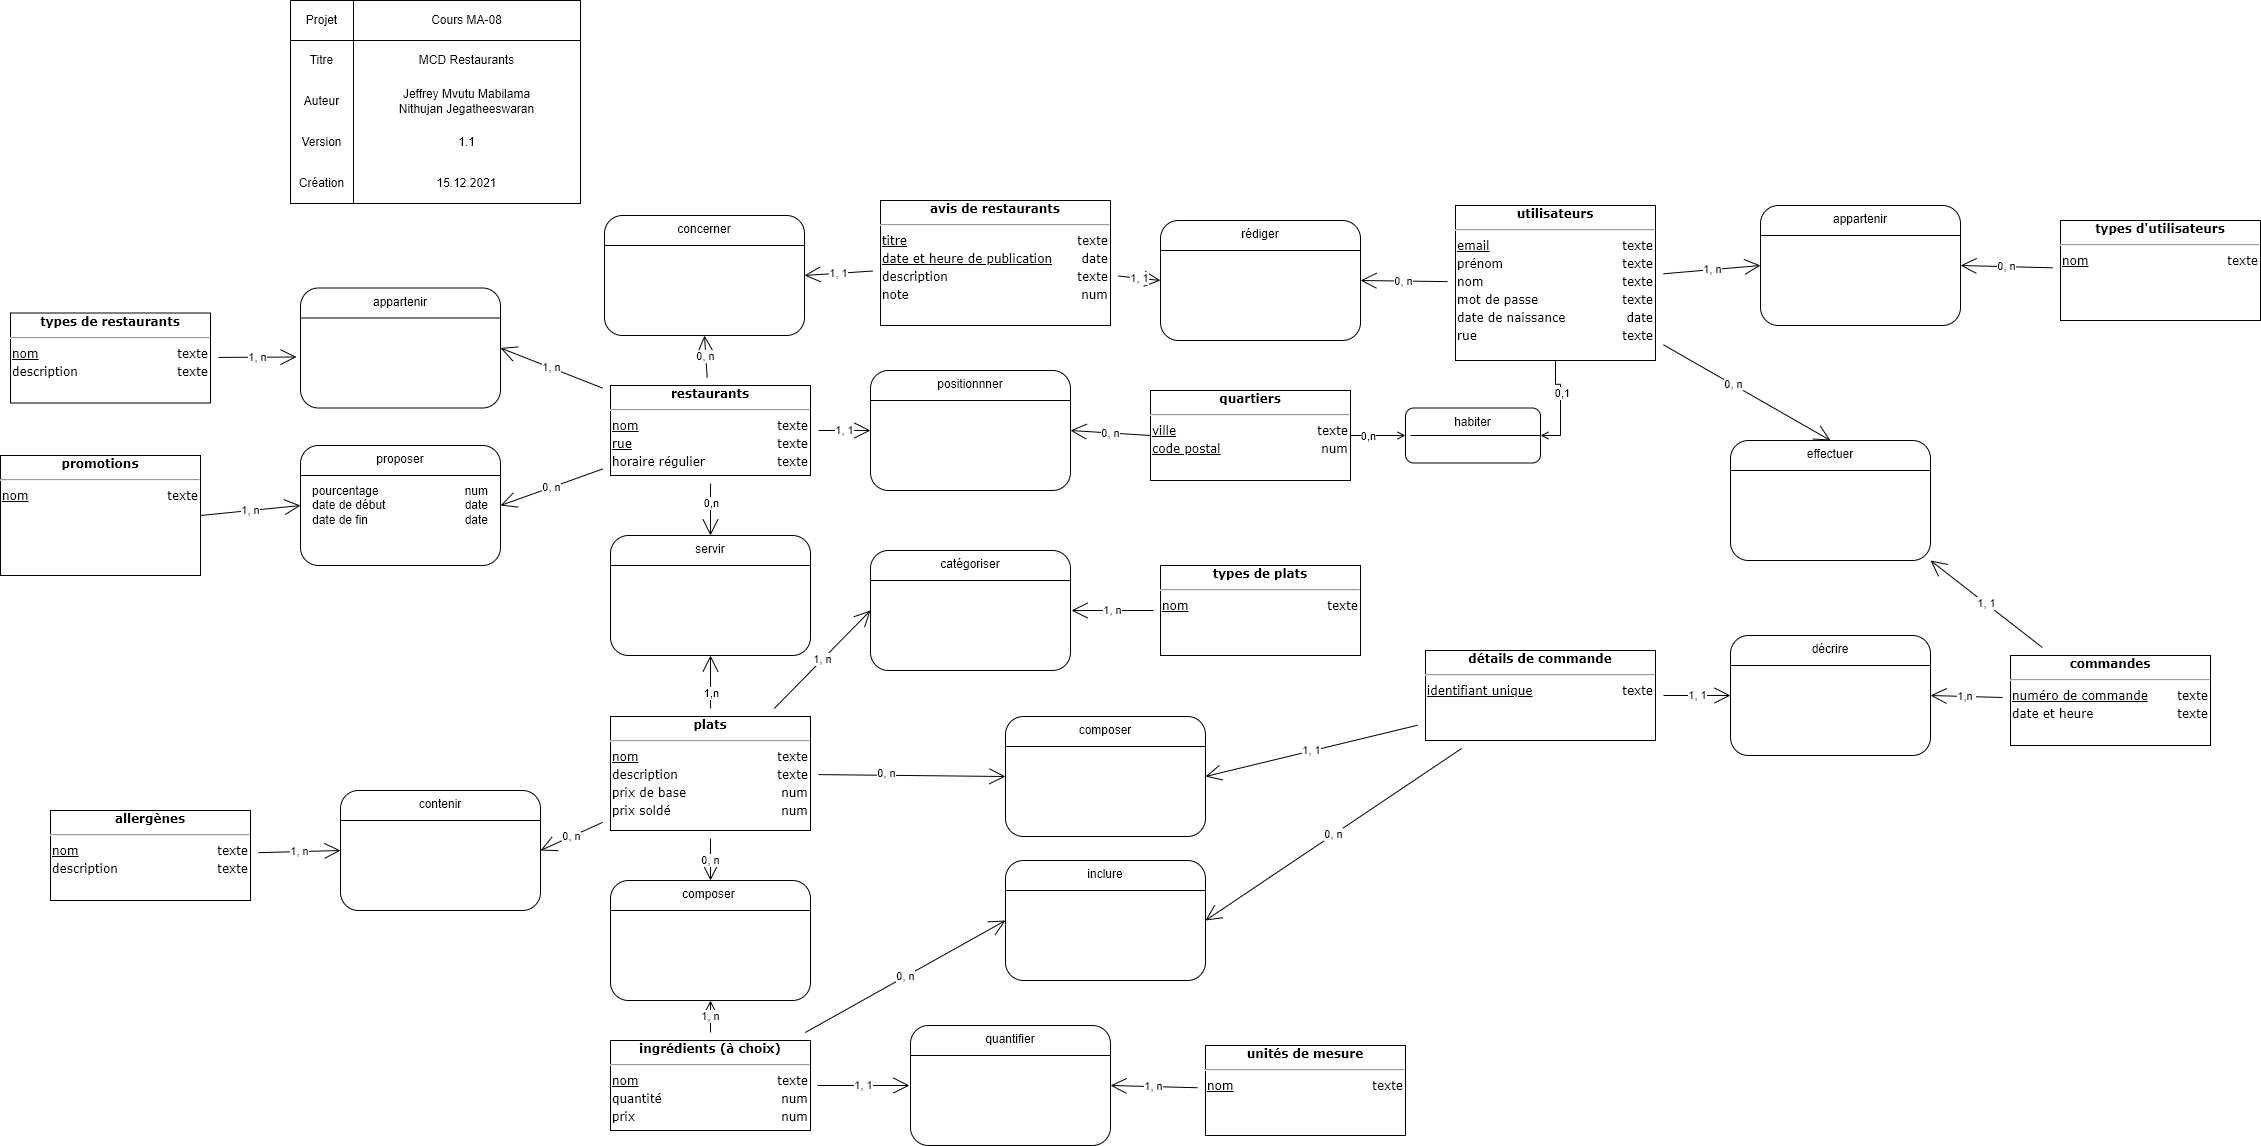 Projet Cours MA-08
Titre MCD Restaurants
Auteur Jeffrey Mvutu Mabilama
Nithujan Jegatheeswaran
Version 1.1
Création 15.12.2021
concerner
avis de restaurants
titre texte
date et heure de publication date
description texte
note num
1, 1
1, 1
rédiger
0, n
utilisateurs
email texte
prénom texte
nom texte
mot de passe texte
date de naissance date
rue texte
1, n
appartenir
0, n
types d'utilisateurs
nom texte
types de restaurants
nom texte
description texte
1, n
appartenir
1, n
0, n
restaurants
nom texte
rue texte
horaire régulier texte
1, 1
positionnner
0, n
quartiers
ville texte
code postal num
0,n
habiter
0,1
0, n
effectuer
1, 1
promotions
nom texte
1, n
proposer
pourcentage num
date de début date
date de fin date
0, n
0,n
servir
1,n
catégoriser
1, n
1, n
types de plats
nom texte
détails de commande
identifiant unique texte
1, 1
décrire
1,n
commandes
numéro de commande texte
date et heure texte
plats
nom texte
description texte
prix de base num
prix soldé num
0, n
composer
1, 1
allergènes
nom texte
description texte
1, n
contenir
0, n
0, n
composer
1, n
inclure
0, n
0, n
ingrédients (à choix)
nom texte
quantité num
prix num
1, 1
quantifier
1, n
unités de mesure
nom texte